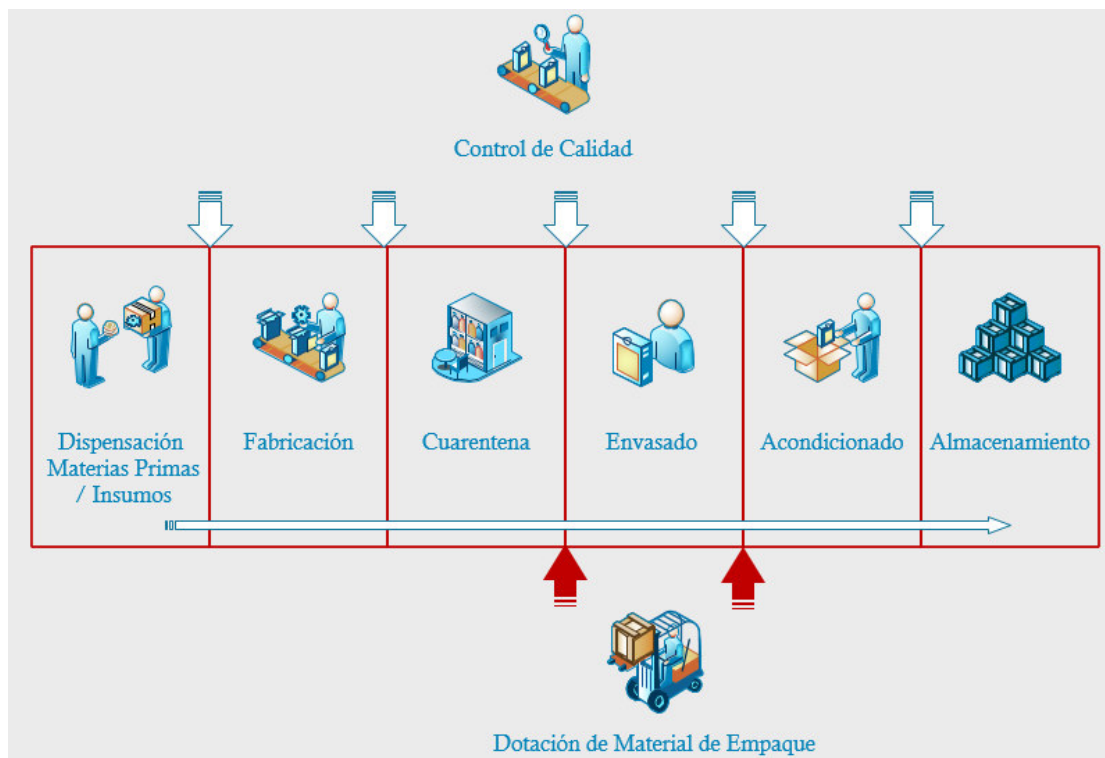 Control de Calidad
Dispensación
Materias Primas
/ Insumos
Fabricación
Cuarentena
Envasado
Acondicionado
Almacenamiento
Dotación de Material de Empaque